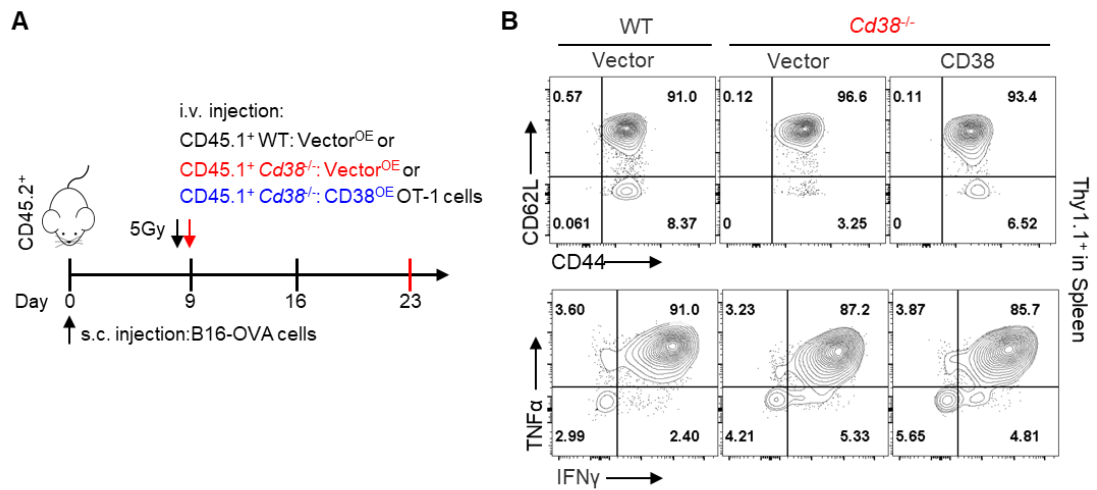 A
i.v. injection:
CD45.1+ WT: VectorOE or
CD45.1+ Cd38-/-: VectorOE or
CD45.1+ Cd38-/-: CD38OE OT-1 cells
CD45.2+
5Gy
Day 0 9 16 23
s.c. injection:B16-OVA cells
B
WT Cd38-/-
Vector Vector CD38
0.57 91.0 0.12 96.6 0.11 93.4
0.061 8.37 0 3.25 0 6.52
CD62L
CD44
3.60 91.0 3.23 87.2 3.87 85.7
2.99 2.40 4.21 5.33 5.65 4.81
TNFα
IFNγ
Thy1.1+ in Spleen